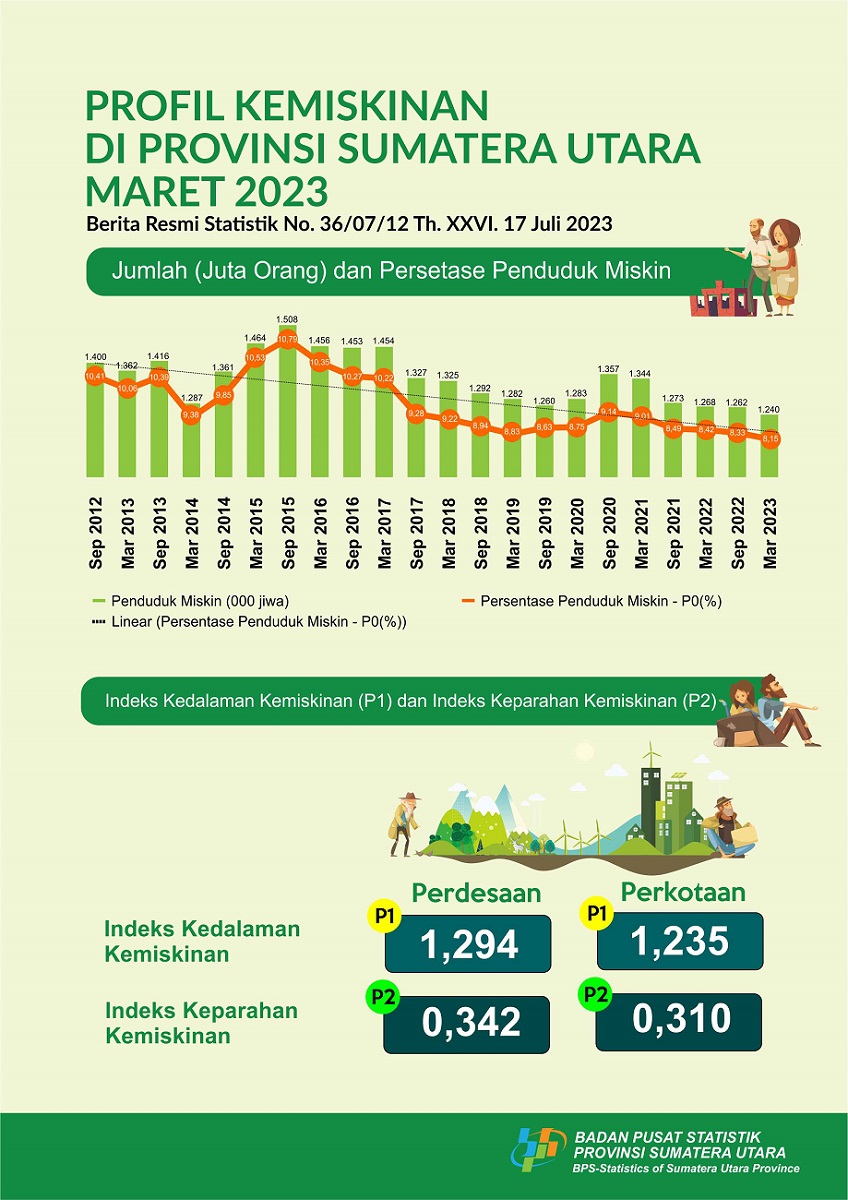 PROFIL KEMISKINAN
DI PROVINSI SUMATERA UTARA
MARET 2023
Berita Resmi Statistik No. 36/07/12 Th. XXVI. 17 Juli 2023
Jumlah (Juta Orang) dan Persetase Penduduk Miskin
1.400 1.362 1.416 1.287 1.361 1.464 1.508 1.456 1.453 1.454 1.327 1.325 1.292 1.282 1.260 1.283 1.357 1.344 1.273 1.268 1.262 1.240
10,41 10,06 10,39 9,38 9,85 10,53 10,79 10,35 10,27 10,22 9,28 9,22 8,94 8,83 8,63 8,75 9,14 9,01 8,49 8,42 8,33 8,15
Sep 2012 Mar 2013 Sep 2013 Mar 2014 Sep 2014 Mar 2015 Sep 2015 Mar 2016 Sep 2016 Mar 2017 Sep 2017 Mar 2018 Sep 2018 Mar 2019 Sep 2019 Mar 2020 Sep 2020 Mar 2021 Sep 2021 Mar 2022 Sep 2022 Mar 2023
Penduduk Miskin (000 jiwa) Persentase Penduduk Miskin - P0(%)
Linear (Persentase Penduduk Miskin - P0(%))
Indeks Kedalaman Kemiskinan (P1) dan Indeks Keparahan Kemiskinan (P2)
Perdesaan Perkotaan
Indeks Kedalaman
Kemiskinan
P1 1,294 P1 1,235
Indeks Keparahan
Kemiskinan
P2 0,342 P2 0,310
BADAN PUSAT STATISTIK
PROVINSI SUMATERA UTARA
BPS-Statistics of Sumatera Utara Province